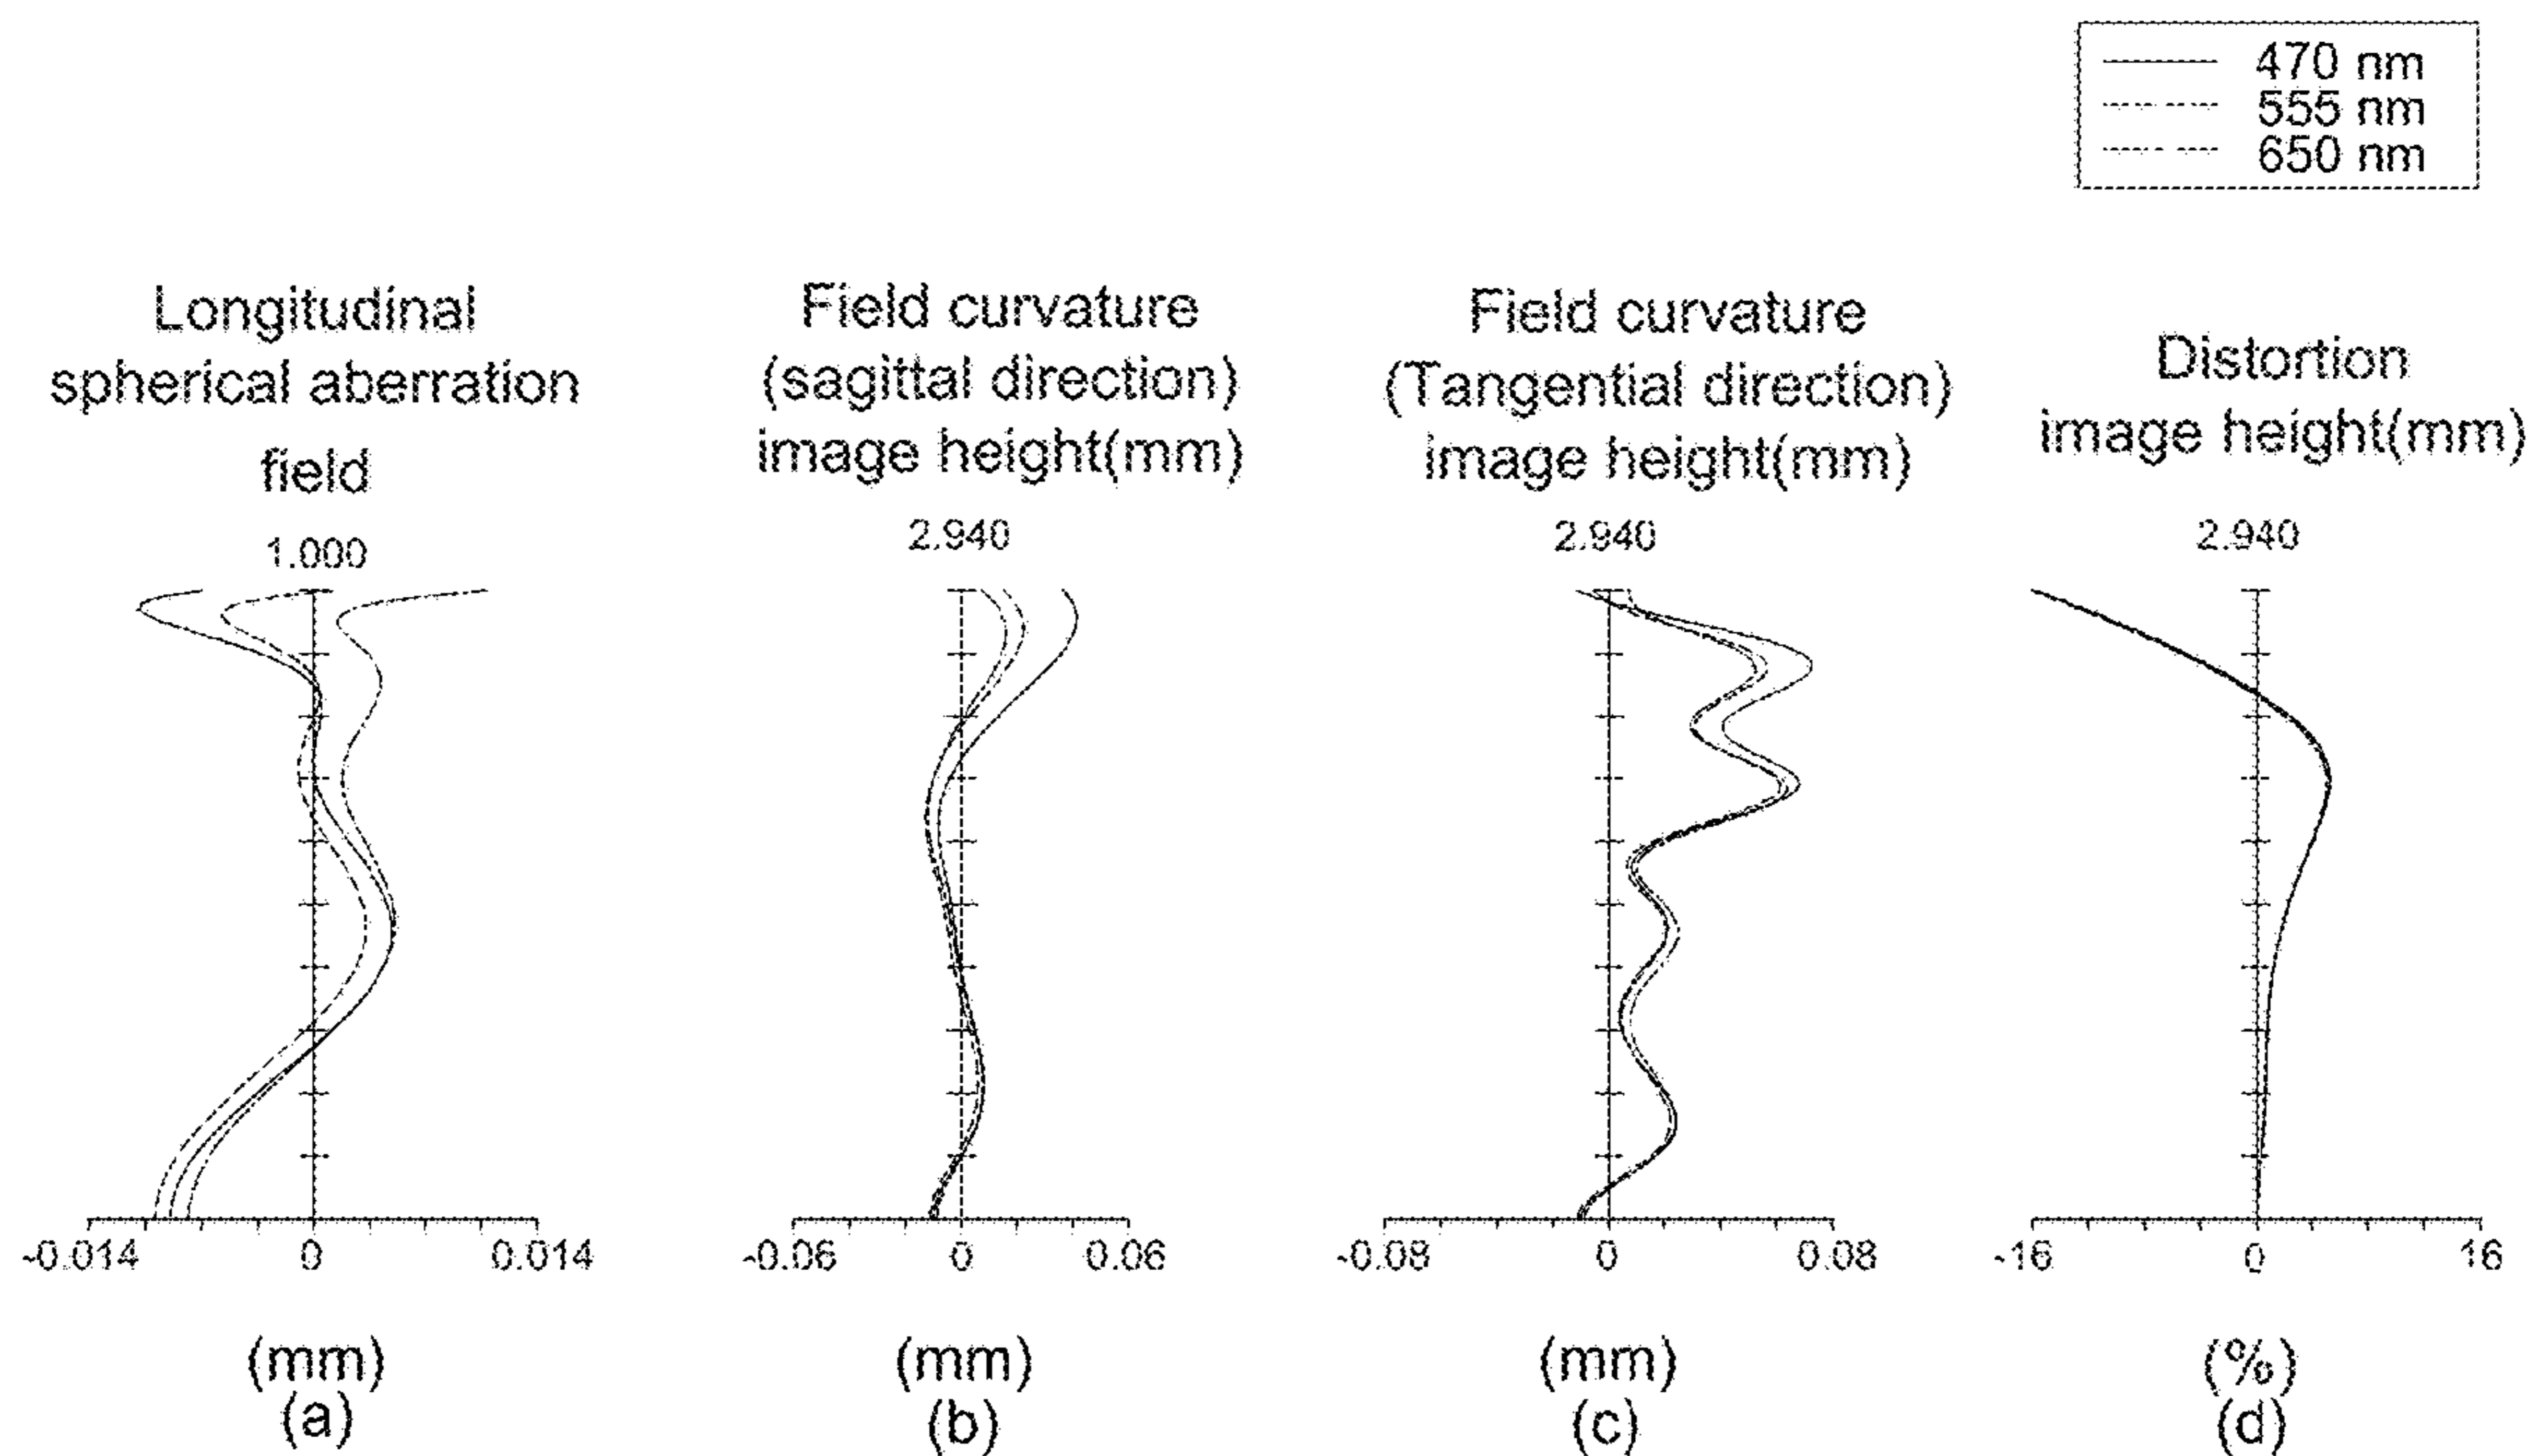 470 nm
555 nm
650 nm
Longitudinal
spherical aberration
field
1.000
Field curvature
(sagittal direction)
image height(mm)
2.940
Field curvature
(Tangential direction)
image height(mm)
2.940
Distortion
image height(mm)
2.940
-0.014 0 0.014
-0.06 0 0.06
-0.08 0 0.08
-16 0 16
(mm)
(a)
(mm)
(b)
(mm)
(c)
(%)
(d)